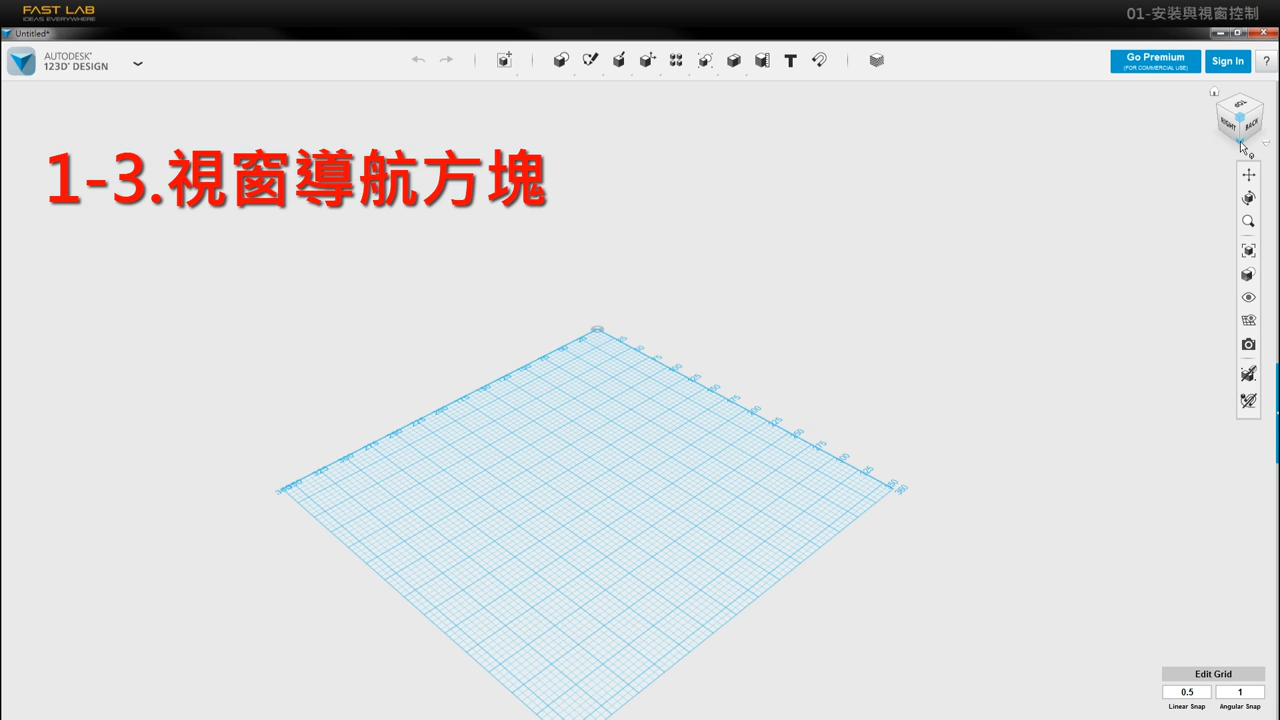 FAST LAB
IDEAS EVERYWHERE
01-安裝與視窗控制
Untitled*
AUTODESK®
123D® DESIGN
Go Premium
(FOR COMMERCIAL USE)
Sign In
?
TOP
RIGHT
BACK
1-3.視窗導航方塊
Edit Grid
0.5
1
Linear Snap
Angular Snap